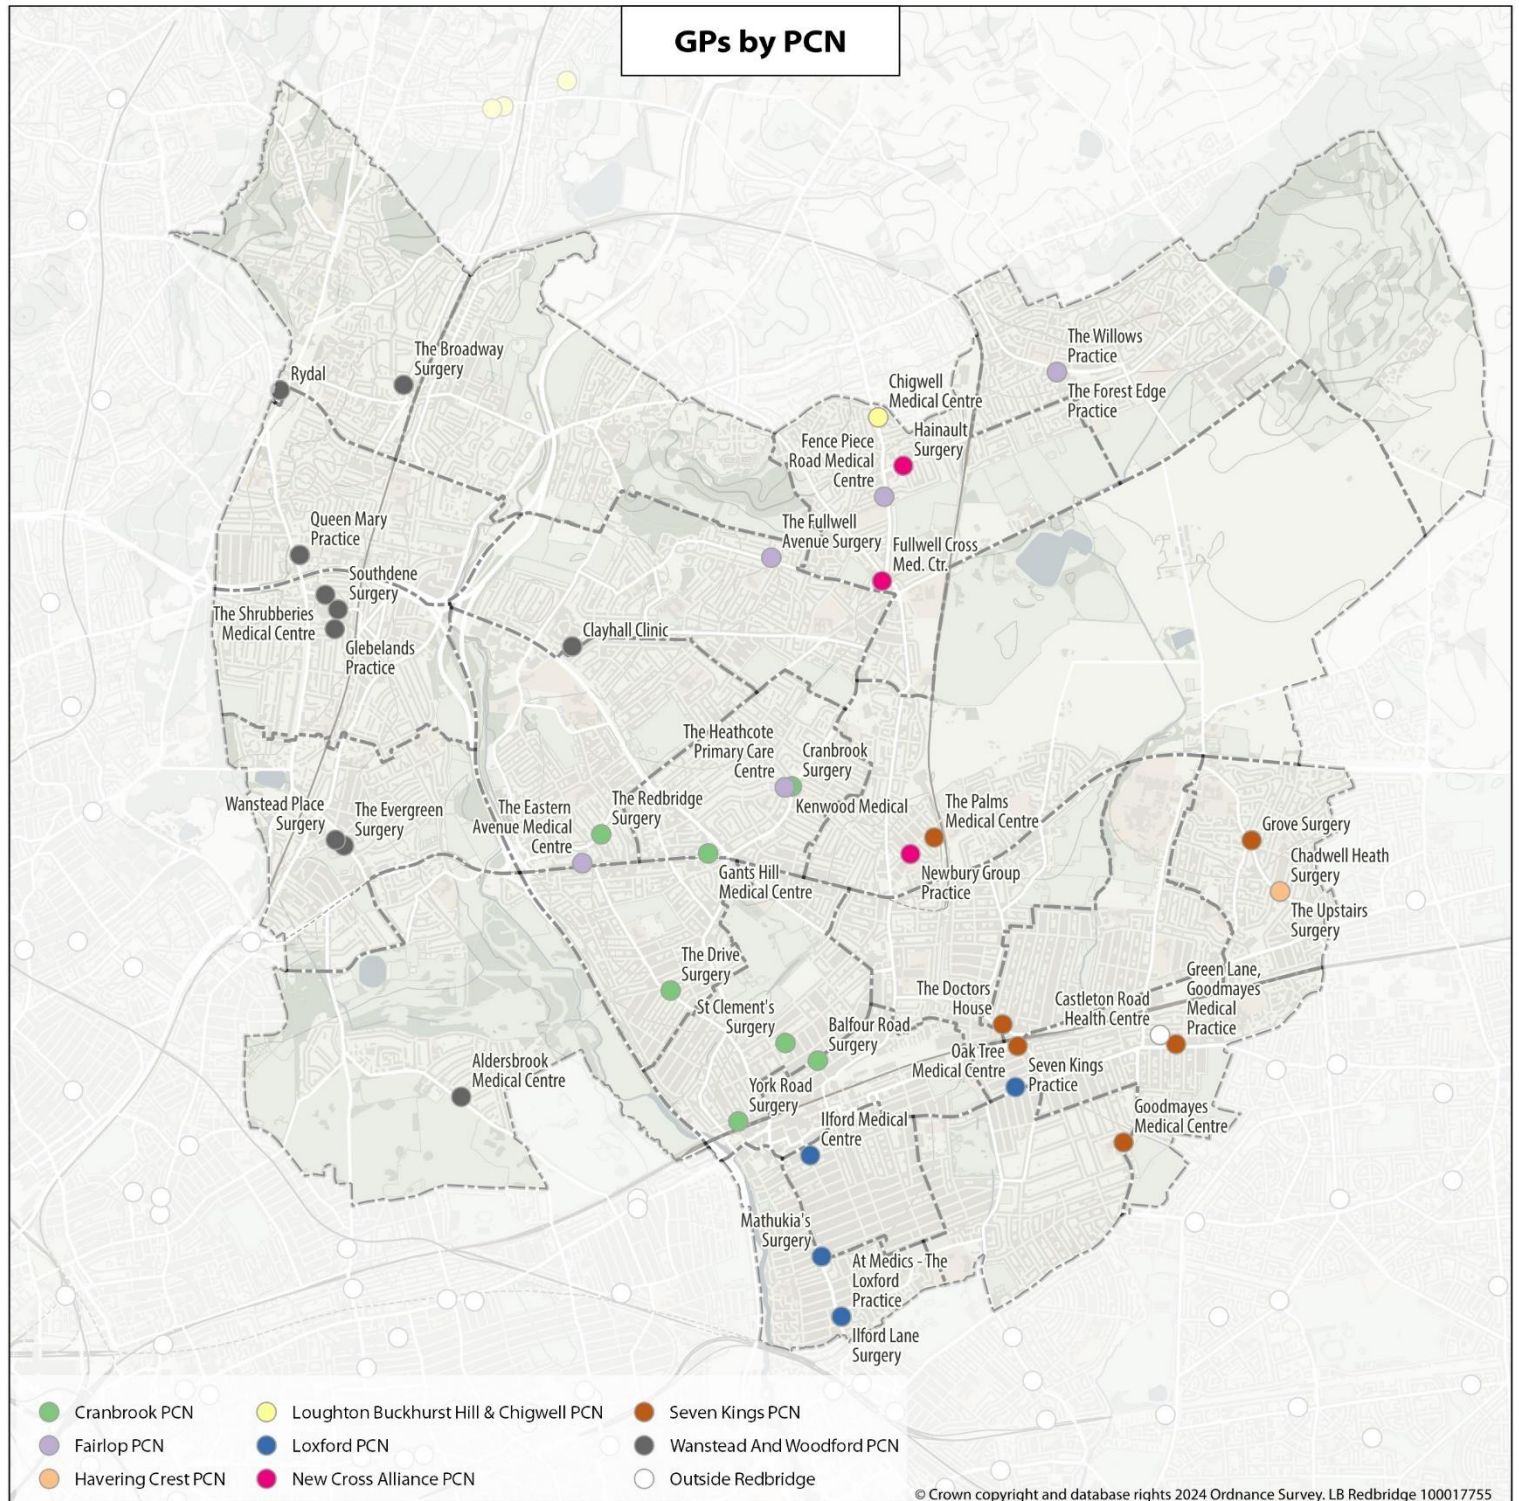 GPs by PCN
The Willows
Practice
The Broadway
Surgery
Rydal
Chigwell
Medical Centre
The Forest Edge
Practice
Hainault
Surgery
Fence Piece
Road Medical
Centre
Queen Mary
Practice
The Fullwell
Avenue Surgery
Fullwell Cross
Med. Ctr.
Southdene
Surgery
The Shrubberies
Medical Centre
Clayhall Clinic
Glebelands
Practice
The Heathcote
Primary Care
Centre
Cranbrook
Surgery
Kenwood Medical
Wanstead Place
Surgery
The Evergreen
Surgery
The Eastern
Avenue Medical
Centre
The Redbridge
Surgery
The Palms
Medical Centre
Grove Surgery
Chadwell Heath
Surgery
Gants Hill
Medical Centre
Newbury Group
Practice
The Upstairs
Surgery
The Drive
Surgery
Green Lane,
Goodmayes
Medical
Practice
The Doctors
House
Castleton Road
Health Centre
St Clement's
Surgery
Balfour Road
Surgery
Oak Tree
Medical Centre
Seven Kings
Practice
Aldersbrook
Medical Centre
York Road
Surgery
Ilford Medical
Centre
Goodmayes
Medical Centre
Mathukia's
Surgery
At Medics - The
Loxford
Practice
Ilford Lane
Surgery
Cranbrook PCN
Fairlop PCN
Havering Crest PCN
Loughton Buckhurst Hill & Chigwell PCN
Loxford PCN
New Cross Alliance PCN
Seven Kings PCN
Wanstead And Woodford PCN
Outside Redbridge
© Crown copyright and database rights 2024 Ordnance Survey. LB Redbridge 100017755